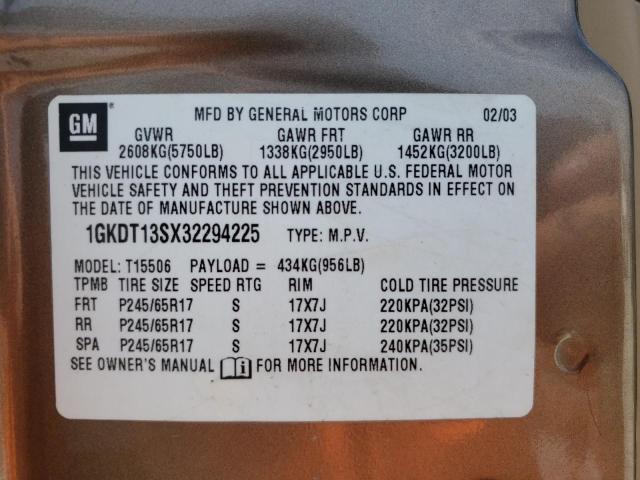 GM ® MFD BY GENERAL MOTORS CORP 02/03
GVWR GAWR FRT GAWR RR
2608KG(5750LB) 1338KG(2950LB) 1452KG(3200LB)
THIS VEHICLE CONFORMS TO ALL APPLICABLE U.S. FEDERAL MOTOR
VEHICLE SAFETY AND THEFT PREVENTION STANDARDS IN EFFECT ON
THE DATE OF MANUFACTURE SHOWN ABOVE.
1GKDT13SX32294225 TYPE: M.P.V.
MODEL: T15506 PAYLOAD = 434KG(956LB)
TPMB TIRE SIZE SPEED RTG RIM COLD TIRE PRESSURE
FRT P245/65R17 S 17X7J 220KPA(32PSI)
RR P245/65R17 S 17X7J 220KPA(32PSI)
SPA P245/65R17 S 17X7J 240KPA(35PSI)
SEE OWNER'S MANUAL i FOR MORE INFORMATION.